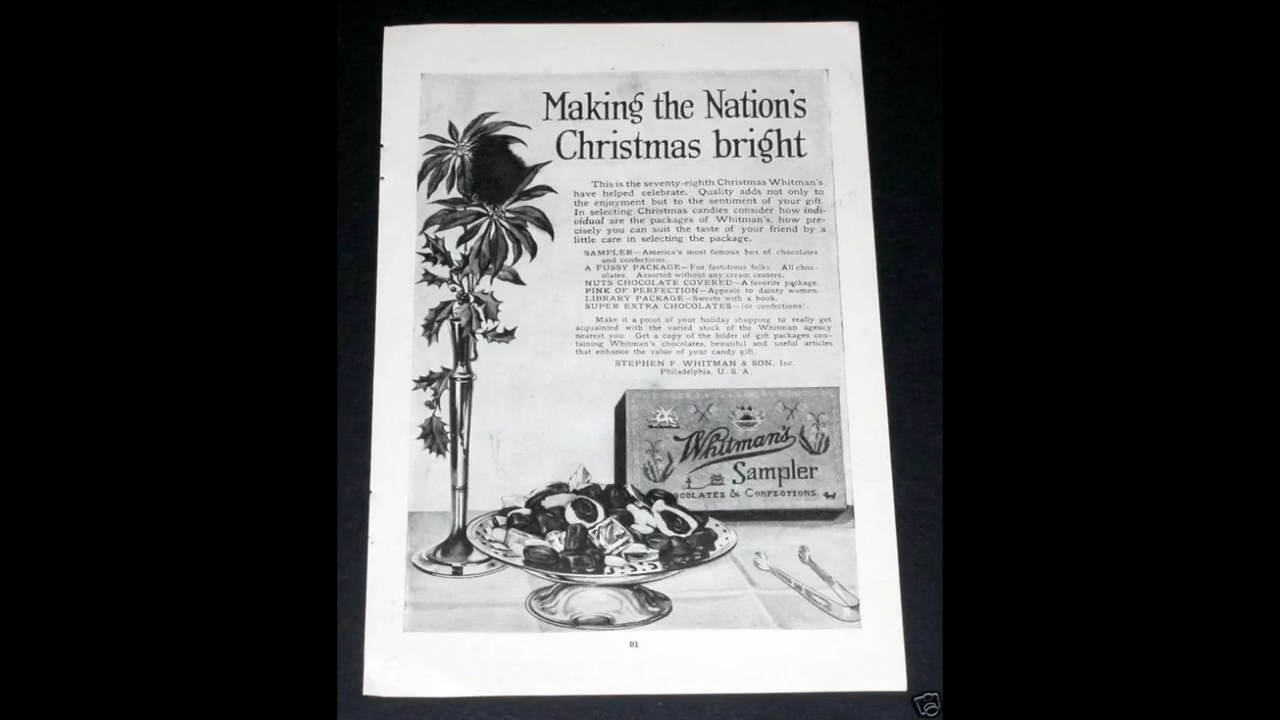 Making the Nation's
Christmas bright
This is the seventy-eighth Christmas Whitman's
have helped celebrate. Quality adds not only to
the enjoyment but to the sentiment of your gift.
In selecting Christmas candies consider how indi-
vidual are the packages of Whitman's, how pre-
cisely you can suit the taste of your friend by a
little care in selecting the package.
SAMPLER—America's most famous box of chocolates
and confections.
A FUSSY PACKAGE—For fastidious folks. All choc-
olates. Assorted without any cream centers.
NUTS CHOCOLATE COVERED—A favorite package.
PINK OF PERFECTION—Appeals to dainty women.
LIBRARY PACKAGE—Sweets with a book.
SUPER EXTRA CHOCOLATES—(or confections).
Make it a point of your holiday shopping to really get
acquainted with the varied stock of the Whitman agency
nearest you. Get a copy of the folder of gift packages con-
taining Whitman's chocolates, beautiful and useful articles
that enhance the value of your candy gift.
STEPHEN F. WHITMAN & SON, Inc.
Philadelphia, U. S. A.
Whitman's
Sampler
OCOLATES & CONFECTIONS
91